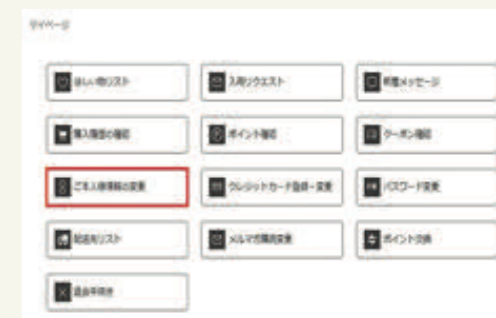 マイページ
ほしい物リスト
入荷リクエスト
新着メッセージ
購入履歴の確認
ポイント確認
クーポン確認
ご本人様情報の変更
クレジットカード登録・変更
パスワード変更
配送先リスト
メルマガ購読変更
ポイント交換
退会手続き